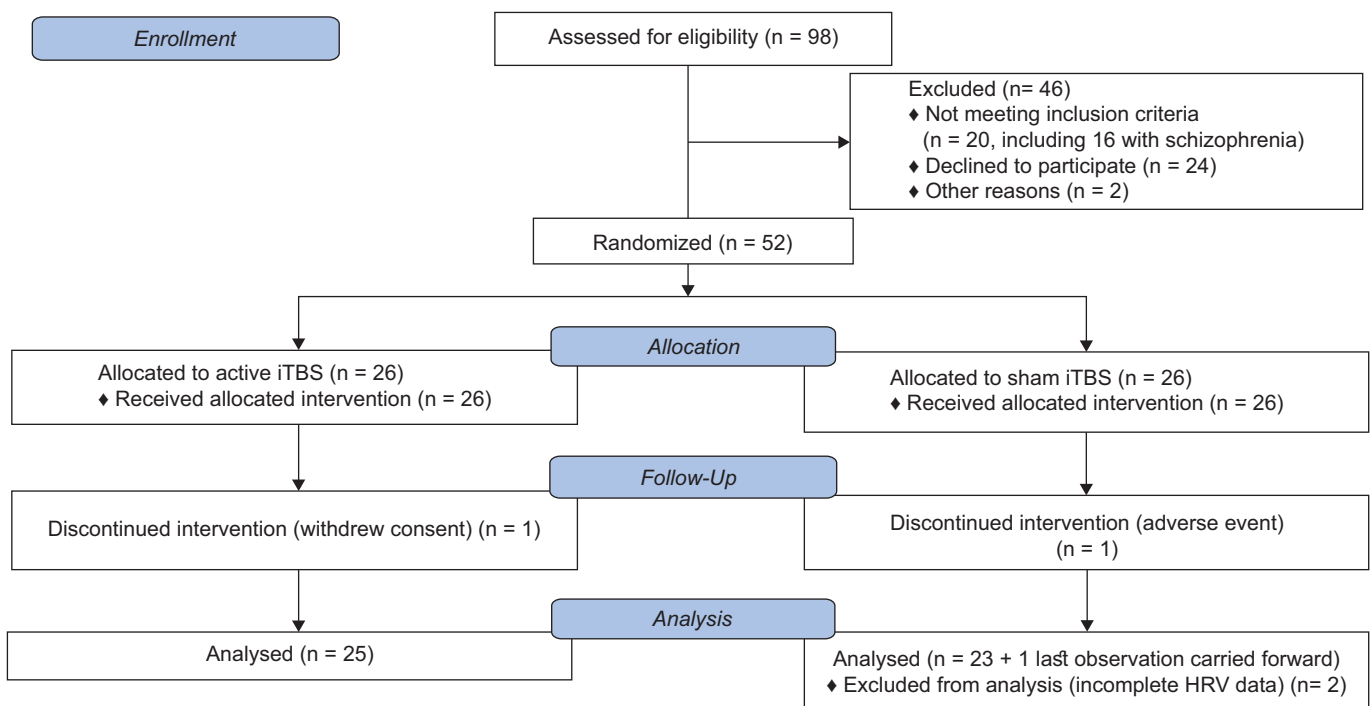 Enrollment
Assessed for eligibility (n = 98)
Excluded (n= 46)
♦ Not meeting inclusion criteria
(n = 20, including 16 with schizophrenia)
♦ Declined to participate (n = 24)
♦ Other reasons (n = 2)
Randomized (n = 52)
Allocation
Allocated to active iTBS (n = 26)
♦ Received allocated intervention (n = 26)
Allocated to sham iTBS (n = 26)
♦ Received allocated intervention (n = 26)
Follow-Up
Discontinued intervention (withdrew consent) (n = 1)
Discontinued intervention (adverse event)
(n = 1)
Analysis
Analysed (n = 25)
Analysed (n = 23 + 1 last observation carried forward)
♦ Excluded from analysis (incomplete HRV data) (n= 2)